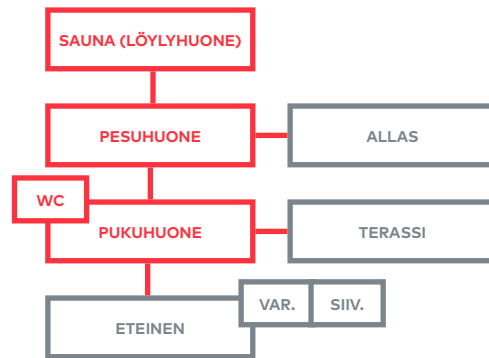 SAUNA (LÖYLYHUONE)
PESUHUONE
ALLAS
WC
PUKUHUONE
TERASSI
VAR.
SIIV.
ETEINEN